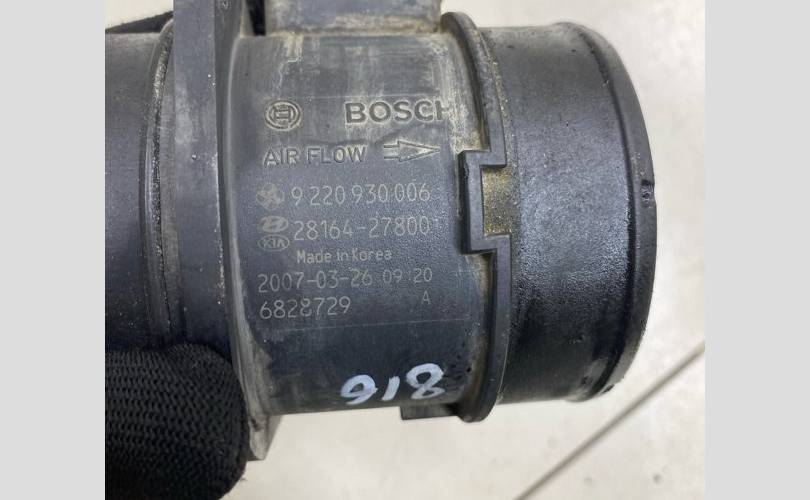 BOSCH
AIR FLOW
9 220 930 006
28164-27800
KIA
Made in Korea
2007-03-26 09:20
6828729 A
918